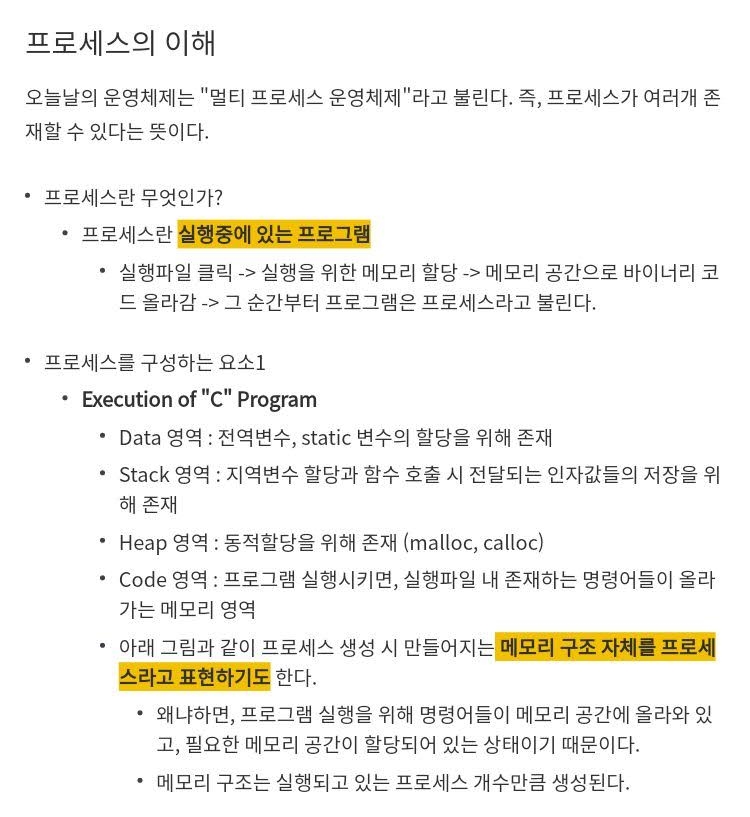 프로세스의 이해
오늘날의 운영체제는 "멀티 프로세스 운영체제"라고 불린다. 즉, 프로세스가 여러개 존
재할 수 있다는 뜻이다.
• 프로세스란 무엇인가?
• 프로세스란 실행중에 있는 프로그램
• 실행파일 클릭 -> 실행을 위한 메모리 할당 -> 메모리 공간으로 바이너리 코
드 올라감 -> 그 순간부터 프로그램은 프로세스라고 불린다.
• 프로세스를 구성하는 요소1
• Execution of "C" Program
• Data 영역 : 전역변수, static 변수의 할당을 위해 존재
• Stack 영역 : 지역변수 할당과 함수 호출 시 전달되는 인자값들의 저장을 위
해 존재
• Heap 영역 : 동적할당을 위해 존재 (malloc, calloc)
• Code 영역 : 프로그램 실행시키면, 실행파일 내 존재하는 명령어들이 올라
가는 메모리 영역
• 아래 그림과 같이 프로세스 생성 시 만들어지는 메모리 구조 자체를 프로세
스라고 표현하기도 한다.
• 왜냐하면, 프로그램 실행을 위해 명령어들이 메모리 공간에 올라와 있
고, 필요한 메모리 공간이 할당되어 있는 상태이기 때문이다.
• 메모리 구조는 실행되고 있는 프로세스 개수만큼 생성된다.